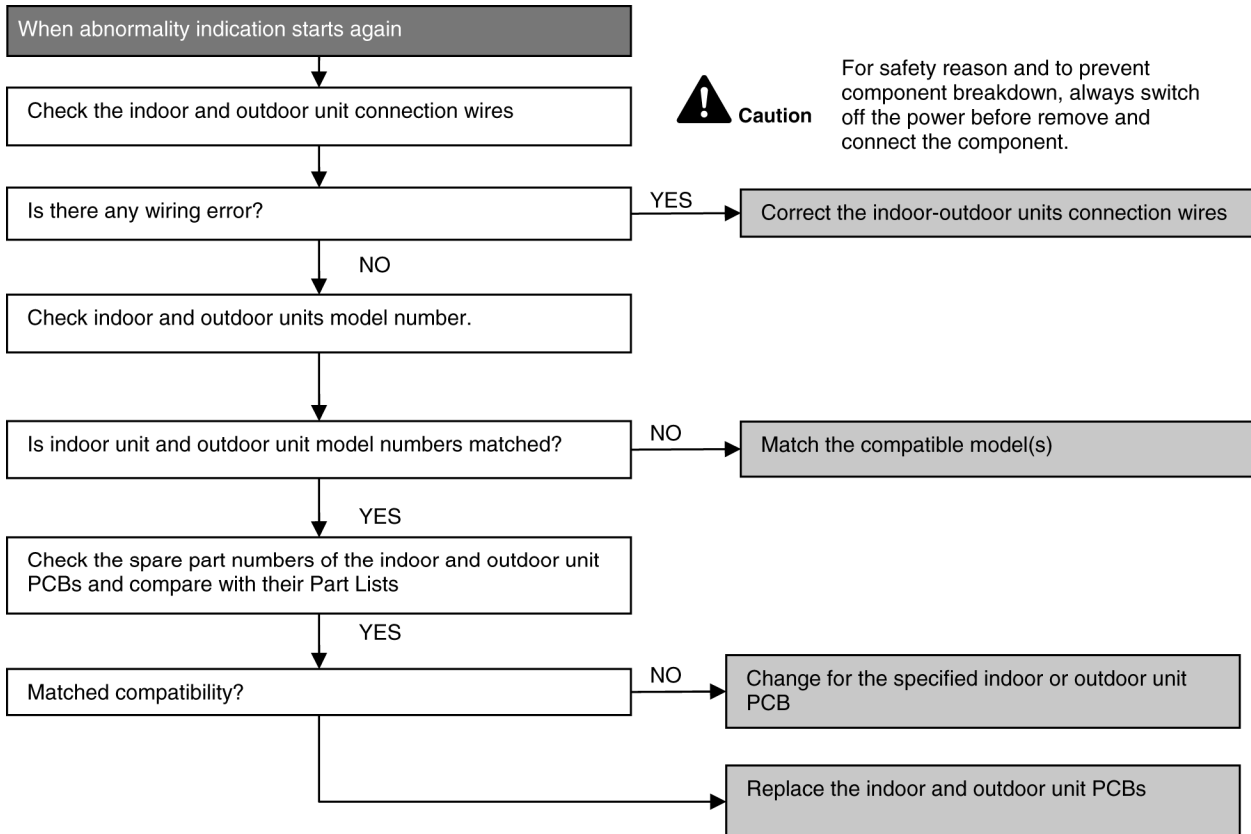 When abnormality indication starts again
Check the indoor and outdoor unit connection wires
Caution
For safety reason and to prevent
component breakdown, always switch
off the power before remove and
connect the component.
Is there any wiring error?
YES
Correct the indoor-outdoor units connection wires
NO
Check indoor and outdoor units model number.
Is indoor unit and outdoor unit model numbers matched?
NO
Match the compatible model(s)
YES
Check the spare part numbers of the indoor and outdoor unit
PCBs and compare with their Part Lists
YES
Matched compatibility?
NO
Change for the specified indoor or outdoor unit
PCB
Replace the indoor and outdoor unit PCBs